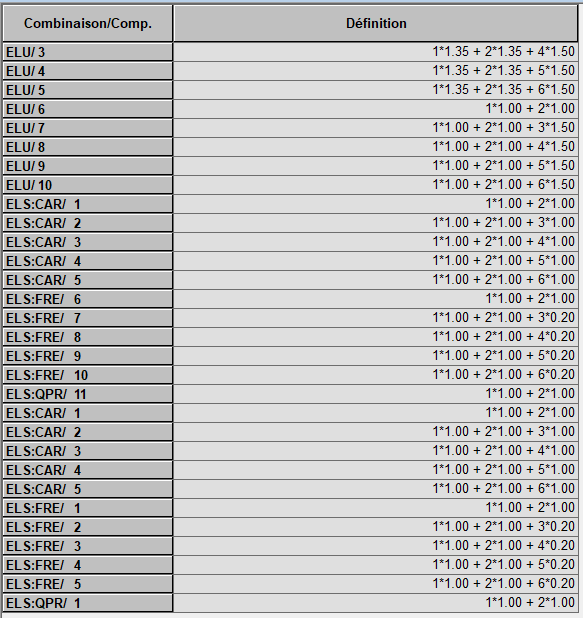 Combinaison/Comp. Définition
ELU/ 3 1*1.35 + 2*1.35 + 4*1.50
ELU/ 4 1*1.35 + 2*1.35 + 5*1.50
ELU/ 5 1*1.35 + 2*1.35 + 6*1.50
ELU/ 6 1*1.00 + 2*1.00
ELU/ 7 1*1.00 + 2*1.00 + 3*1.50
ELU/ 8 1*1.00 + 2*1.00 + 4*1.50
ELU/ 9 1*1.00 + 2*1.00 + 5*1.50
ELU/ 10 1*1.00 + 2*1.00 + 6*1.50
ELS:CAR/ 1 1*1.00 + 2*1.00
ELS:CAR/ 2 1*1.00 + 2*1.00 + 3*1.00
ELS:CAR/ 3 1*1.00 + 2*1.00 + 4*1.00
ELS:CAR/ 4 1*1.00 + 2*1.00 + 5*1.00
ELS:CAR/ 5 1*1.00 + 2*1.00 + 6*1.00
ELS:FRE/ 6 1*1.00 + 2*1.00
ELS:FRE/ 7 1*1.00 + 2*1.00 + 3*0.20
ELS:FRE/ 8 1*1.00 + 2*1.00 + 4*0.20
ELS:FRE/ 9 1*1.00 + 2*1.00 + 5*0.20
ELS:FRE/ 10 1*1.00 + 2*1.00 + 6*0.20
ELS:QPR/ 11 1*1.00 + 2*1.00
ELS:CAR/ 1 1*1.00 + 2*1.00
ELS:CAR/ 2 1*1.00 + 2*1.00 + 3*1.00
ELS:CAR/ 3 1*1.00 + 2*1.00 + 4*1.00
ELS:CAR/ 4 1*1.00 + 2*1.00 + 5*1.00
ELS:CAR/ 5 1*1.00 + 2*1.00 + 6*1.00
ELS:FRE/ 1 1*1.00 + 2*1.00
ELS:FRE/ 2 1*1.00 + 2*1.00 + 3*0.20
ELS:FRE/ 3 1*1.00 + 2*1.00 + 4*0.20
ELS:FRE/ 4 1*1.00 + 2*1.00 + 5*0.20
ELS:FRE/ 5 1*1.00 + 2*1.00 + 6*0.20
ELS:QPR/ 1 1*1.00 + 2*1.00